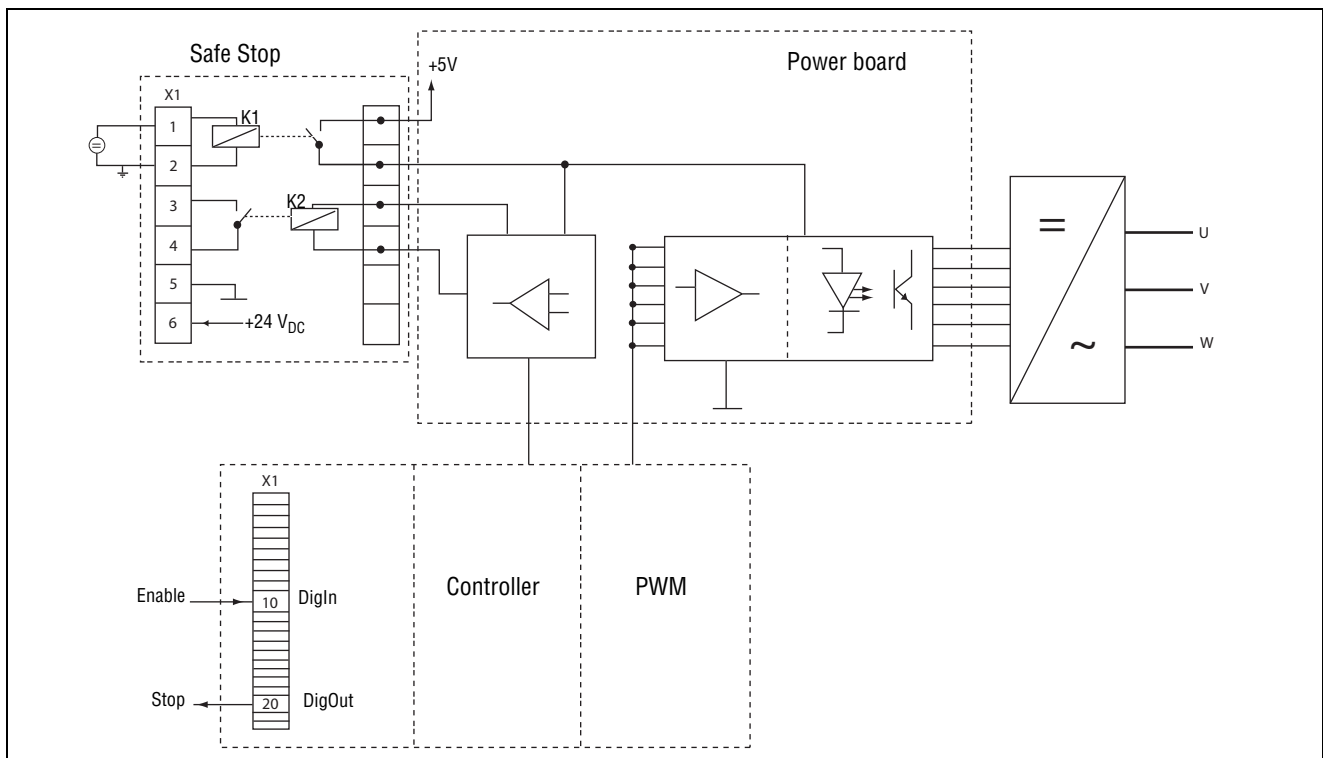 Safe Stop
Power board
+5V
X1
1
K1
2
3
K2
4
5
6
+24 VDC
=
~
U
V
W
X1
Enable
10
DigIn
Controller
PWM
Stop
20
DigOut